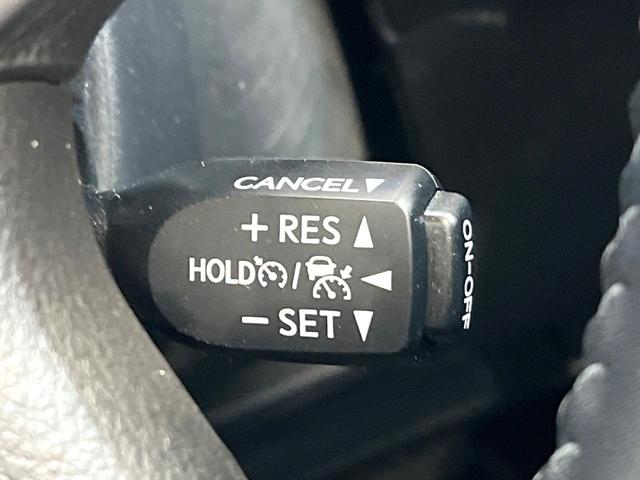 CANCEL▼
+ RES ▲
HOLD / ◀
− SET ▼
ON-OFF